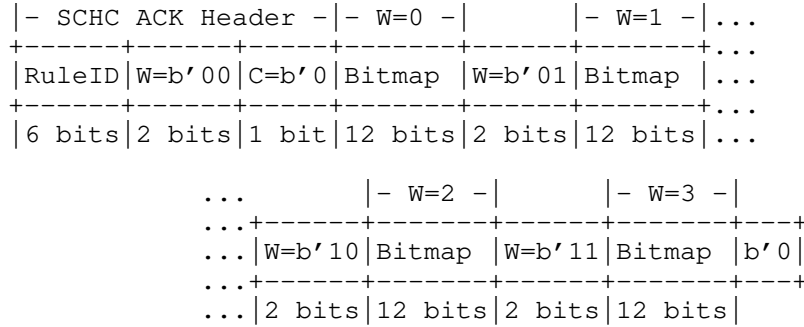 |- SCHC ACK Header -|- W=0 -|      |- W=1 -|...
+------+------+-----+-------+------+-------+...
|RuleID|W=b'00|C=b'0|Bitmap |W=b'01|Bitmap |...
+------+------+-----+-------+------+-------+...
|6 bits|2 bits|1 bit|12 bits|2 bits|12 bits|...
...      |- W=2 -|      |- W=3 -|
...+------+-------+------+-------+---+
...|W=b'10|Bitmap |W=b'11|Bitmap |b'0|
...+------+-------+------+-------+---+
...|2 bits|12 bits|2 bits|12 bits|